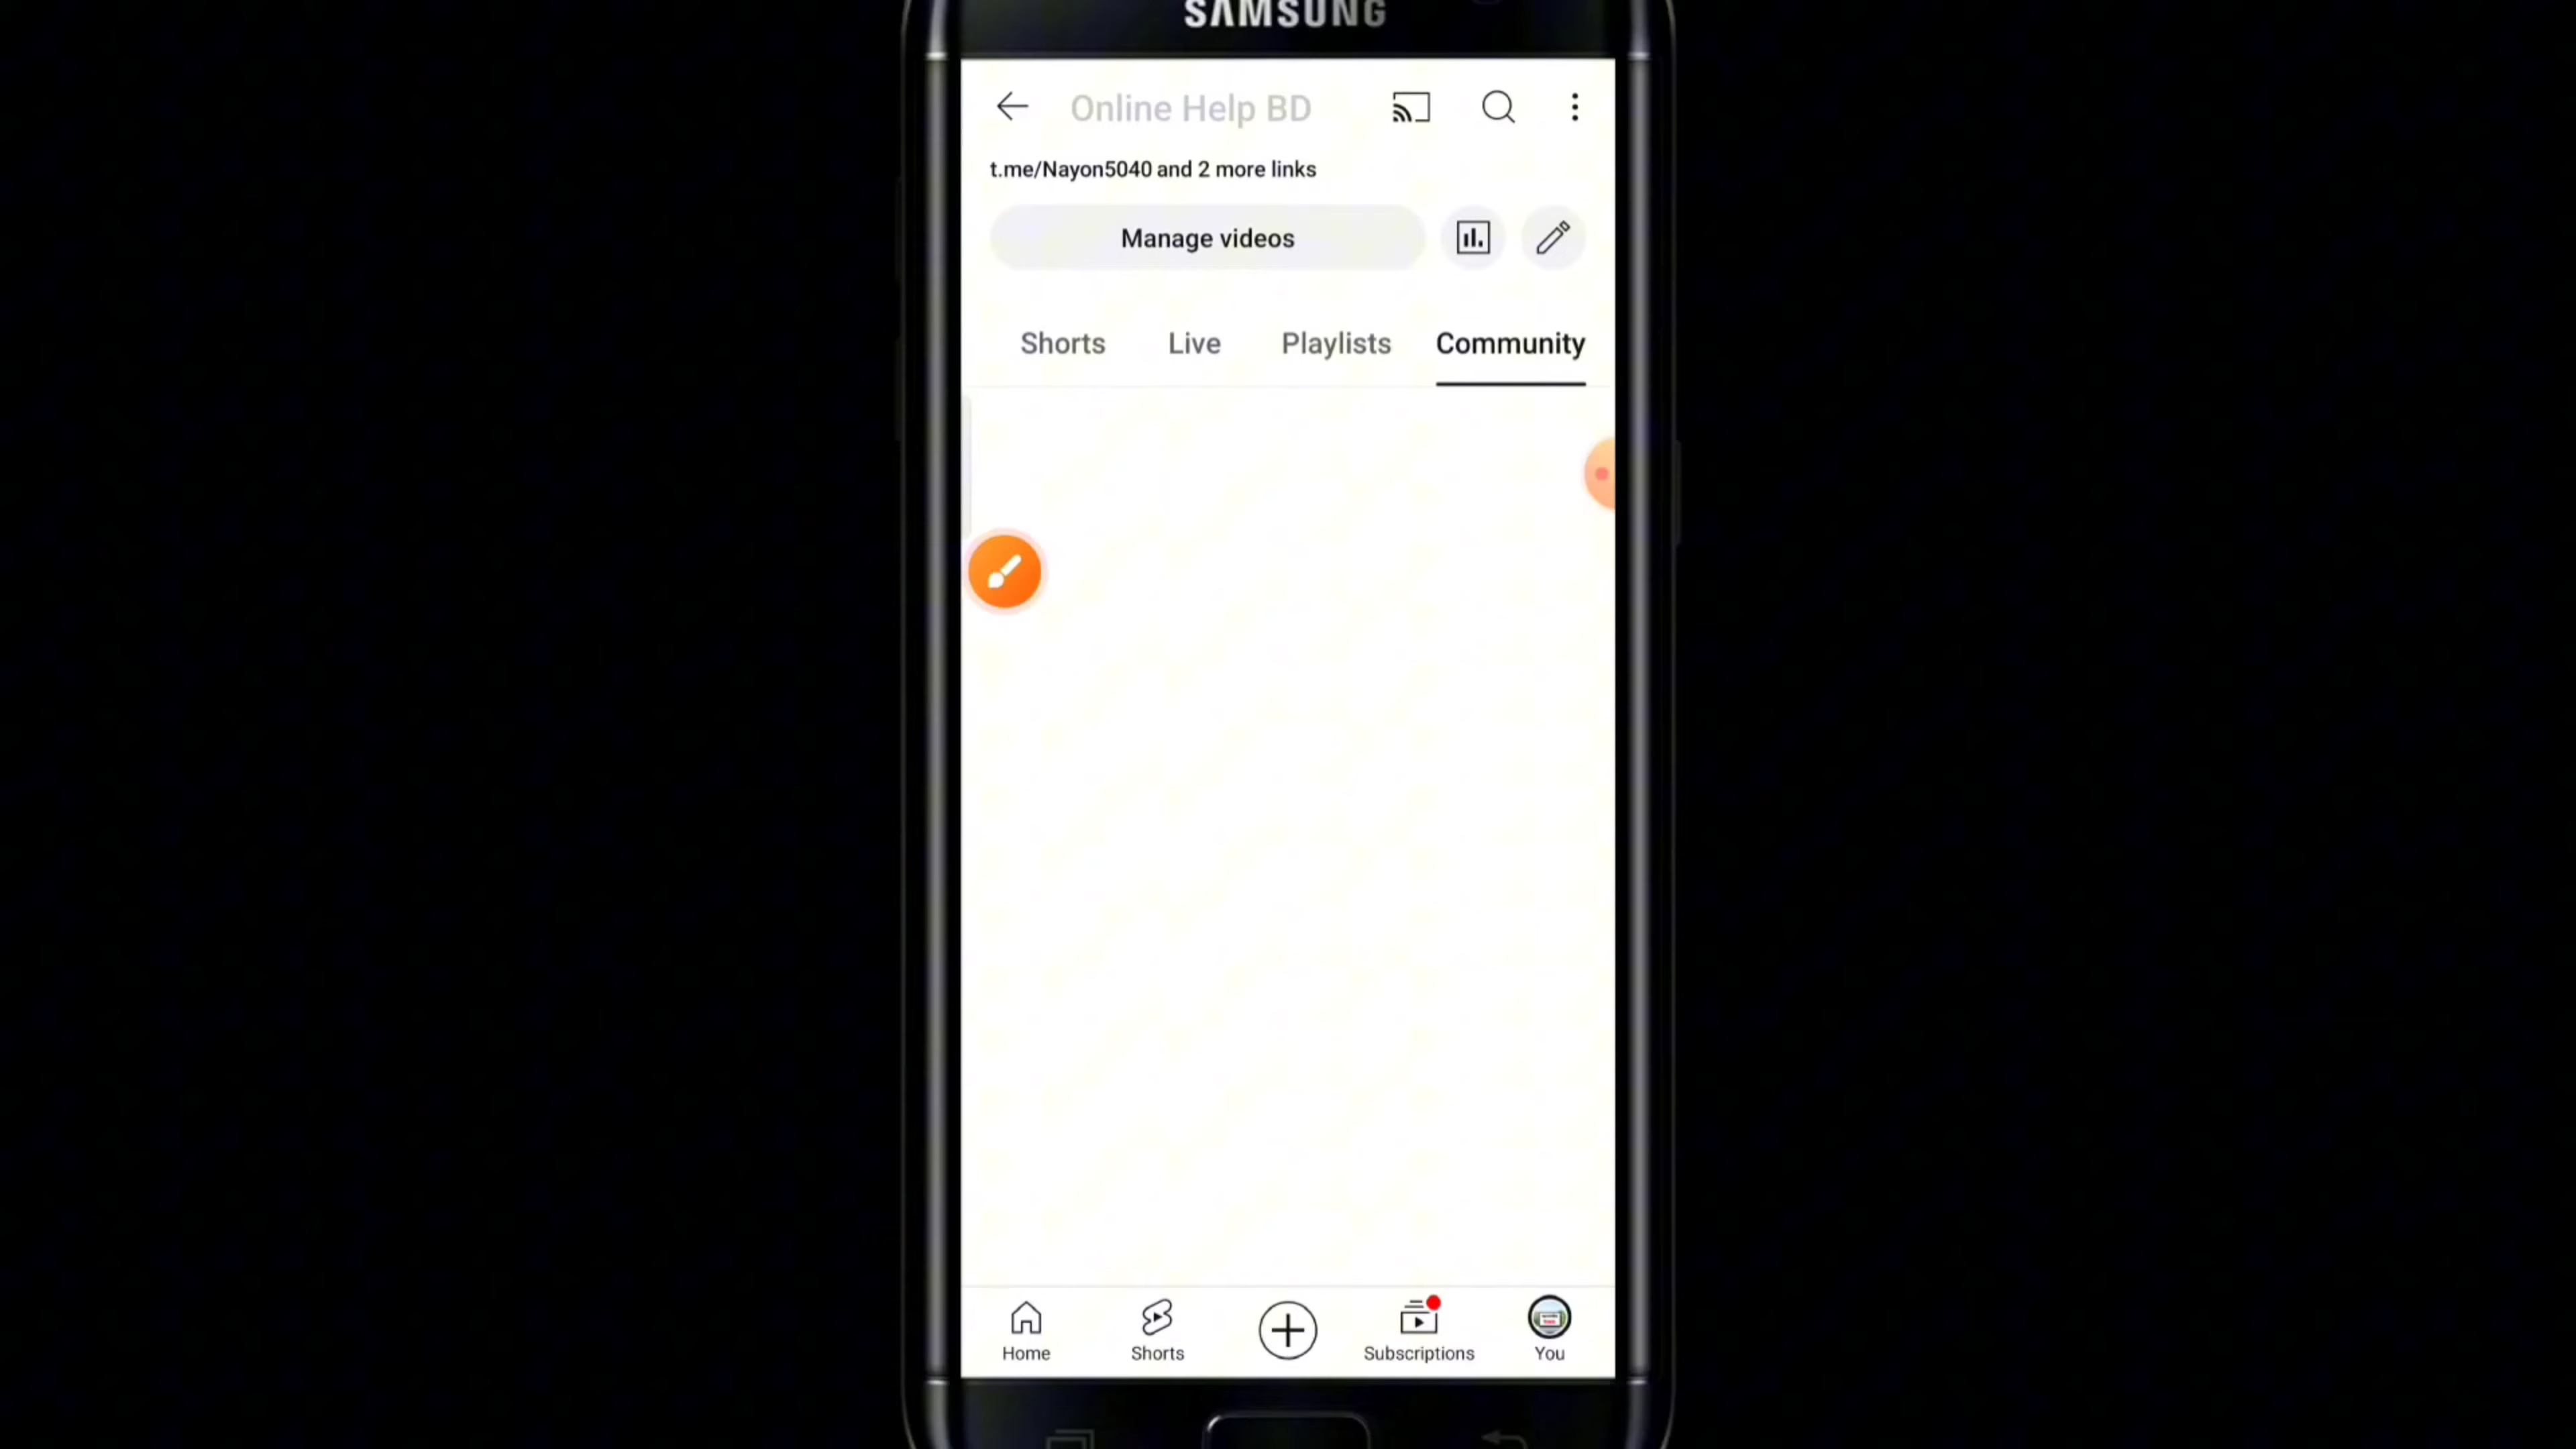 SAMSUNG
Online Help BD
t.me/Nayon5040 and 2 more links
Manage videos
Shorts Live Playlists Community
Home Shorts Subscriptions You